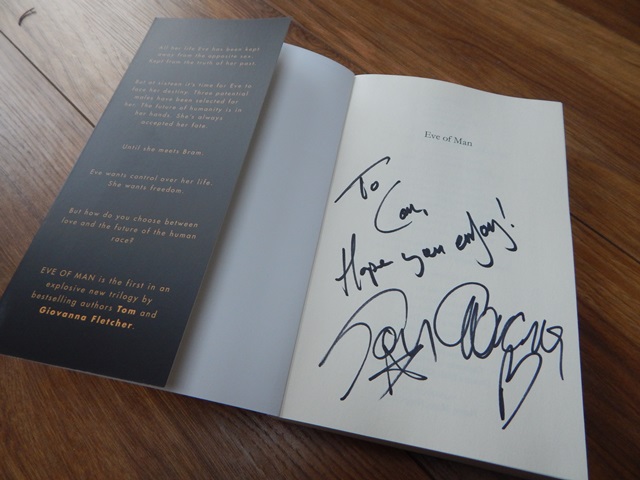 All her life Eve has been kept
away from the opposite sex.
Kept from the truth of her past.
But at sixteen it's time for Eve to
face her destiny. Three potential
males have been selected for
her. The future of humanity is in
her hands. She's always
accepted her fate.
Until she meets Bram.
Eve wants control over her life.
She wants freedom.
But how do you choose between
love and the future of the human
race?
EVE OF MAN is the first in an
explosive new trilogy by
bestselling authors Tom and
Giovanna Fletcher.
Eve of Man
To
Hope you enjoy!